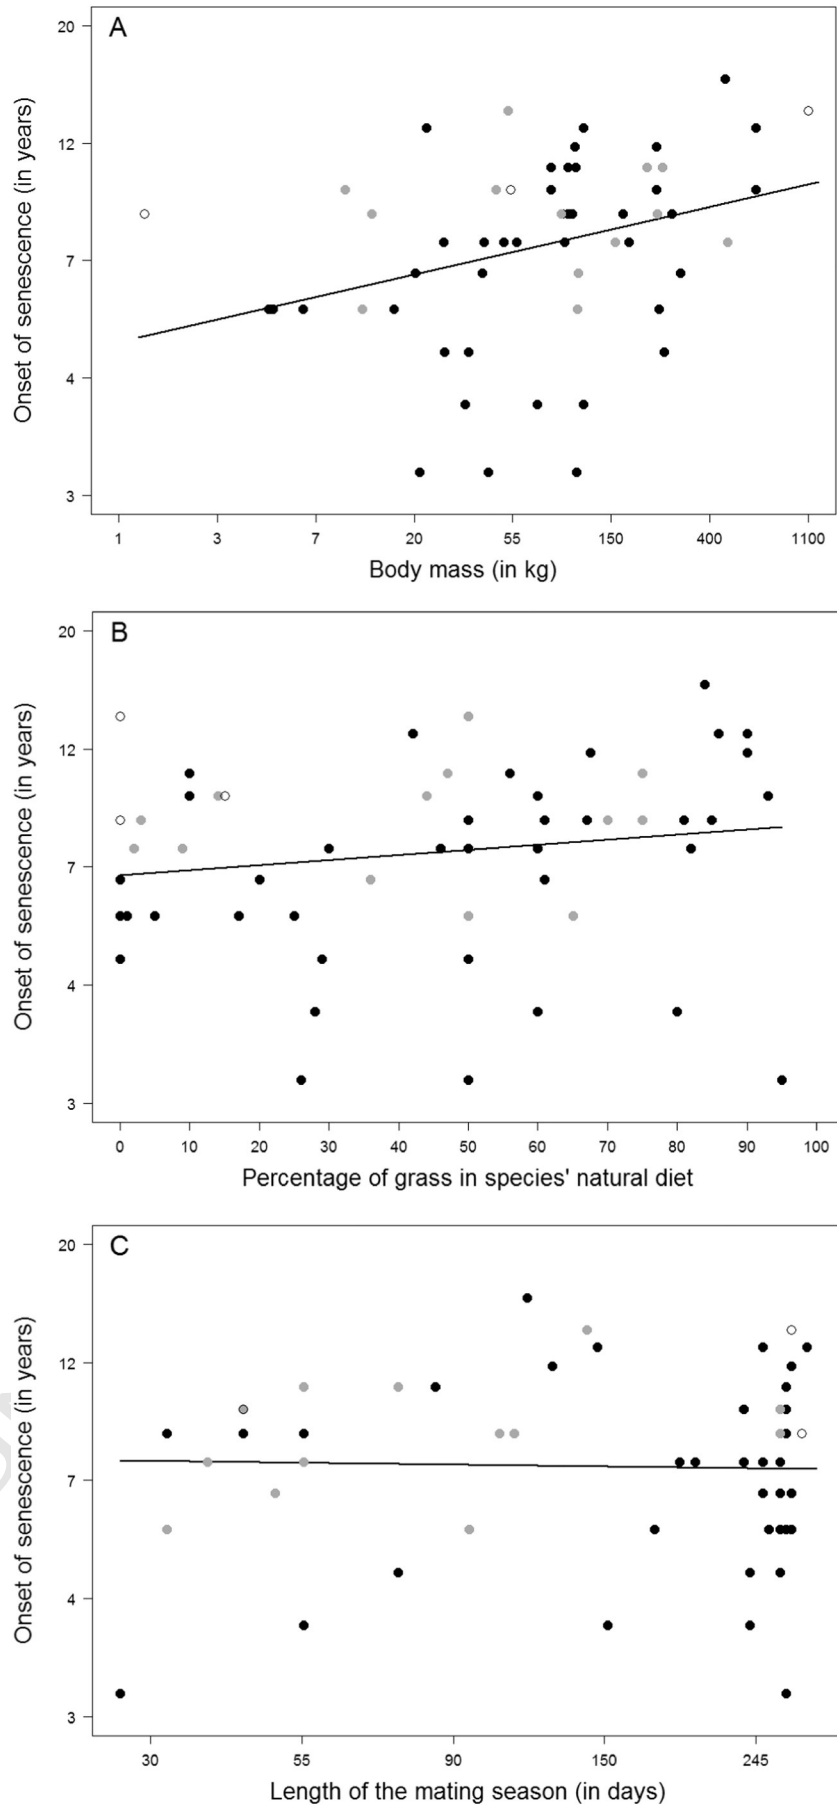 A
20
12
7
4
3
Onset of senescence (in years)
1 3 7 20 55 150 400 1100
Body mass (in kg)
B
20
12
7
4
3
Onset of senescence (in years)
0 10 20 30 40 50 60 70 80 90 100
Percentage of grass in species' natural diet
C
20
12
7
4
3
Onset of senescence (in years)
30 55 90 150 245
Length of the mating season (in days)